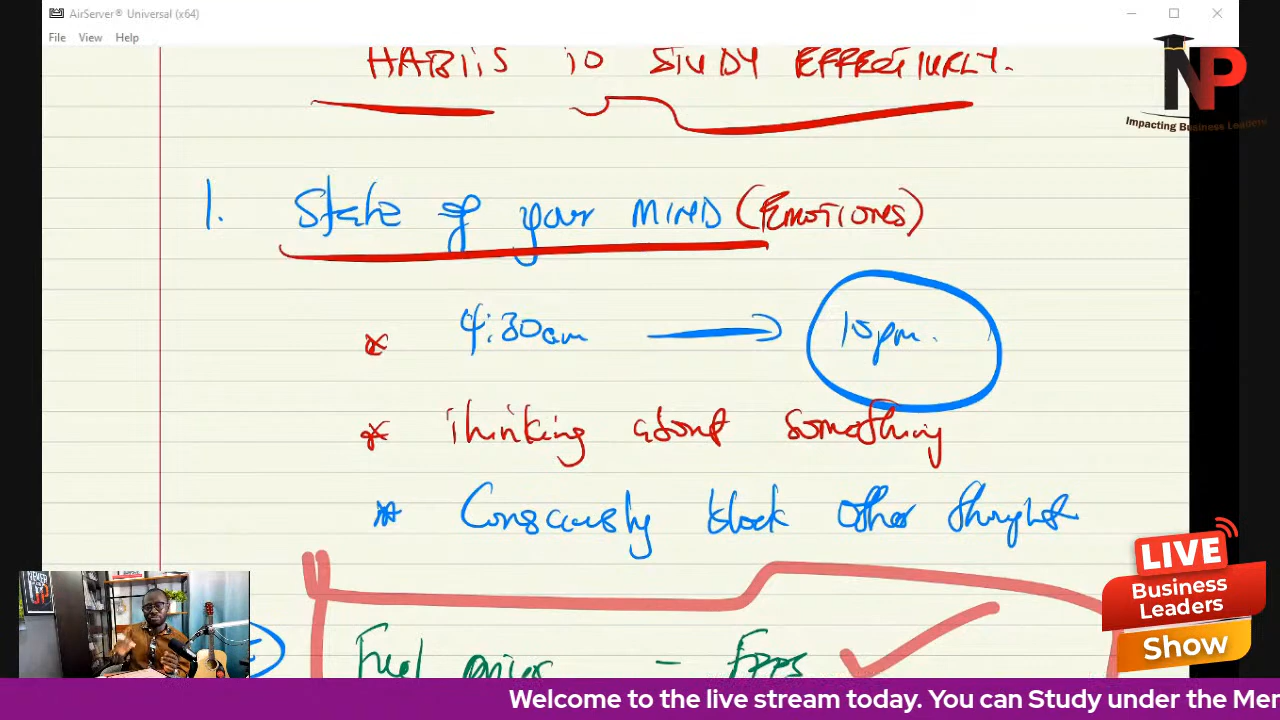 AirServer® Universal (x64)
File View Help
HABITS TO STUDY EFFECTIVELY.
NP
Impacting Business Leaders
1. State of your MIND (EMOTIONS)
* 4:30am → 10pm.
* Thinking about something
* Consciously block other thoughts
LIVE
Business
Leaders
Show
Fuel prices -
Welcome to the live stream today. You can Study under the Mer